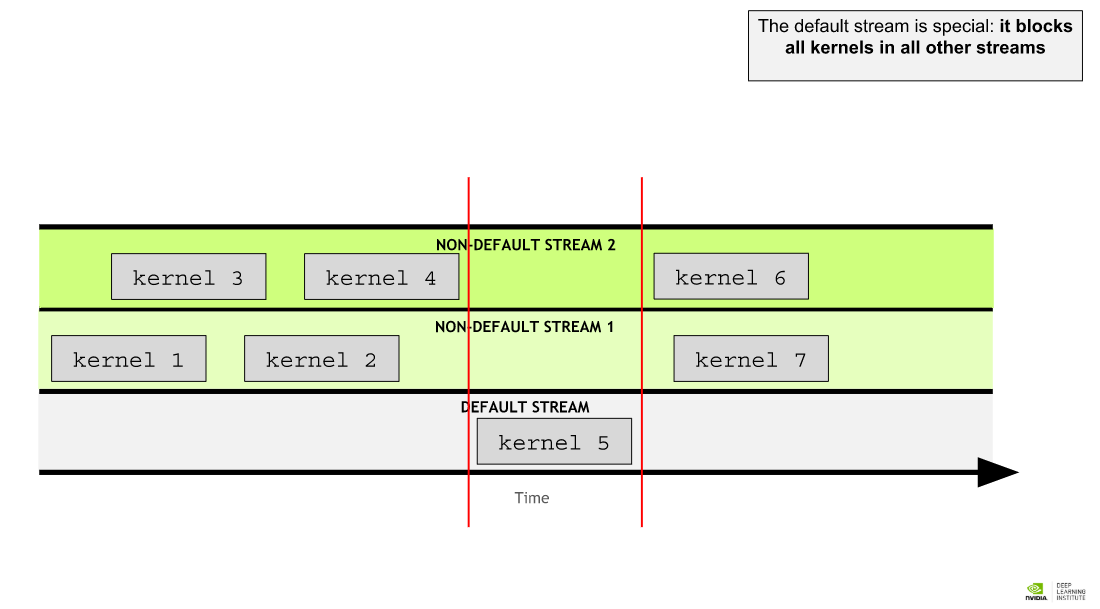 The default stream is special: it blocks
all kernels in all other streams
NON-DEFAULT STREAM 2
kernel 3
kernel 4
kernel 6
NON-DEFAULT STREAM 1
kernel 1
kernel 2
kernel 7
DEFAULT STREAM
kernel 5
Time
NVIDIA
DEEP
LEARNING
INSTITUTE